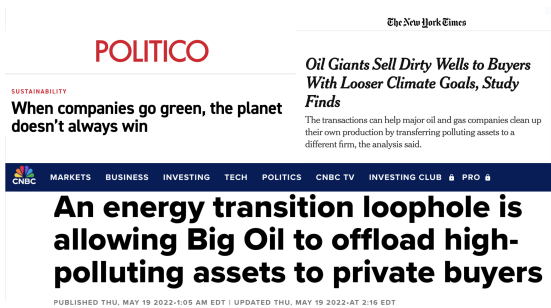 POLITICO
SUSTAINABILITY
When companies go green, the planet
doesn't always win
The New York Times
Oil Giants Sell Dirty Wells to Buyers
With Looser Climate Goals, Study
Finds
The transactions can help major oil and gas companies clean up
their own production by transferring polluting assets to a
different firm, the analysis said.
CNBC MARKETS BUSINESS INVESTING TECH POLITICS CNBC TV INVESTING CLUB PRO
An energy transition loophole is
allowing Big Oil to offload high-
polluting assets to private buyers
PUBLISHED THU, MAY 19 2022•1:05 AM EDT | UPDATED THU, MAY 19 2022•AT 2:16 EDT